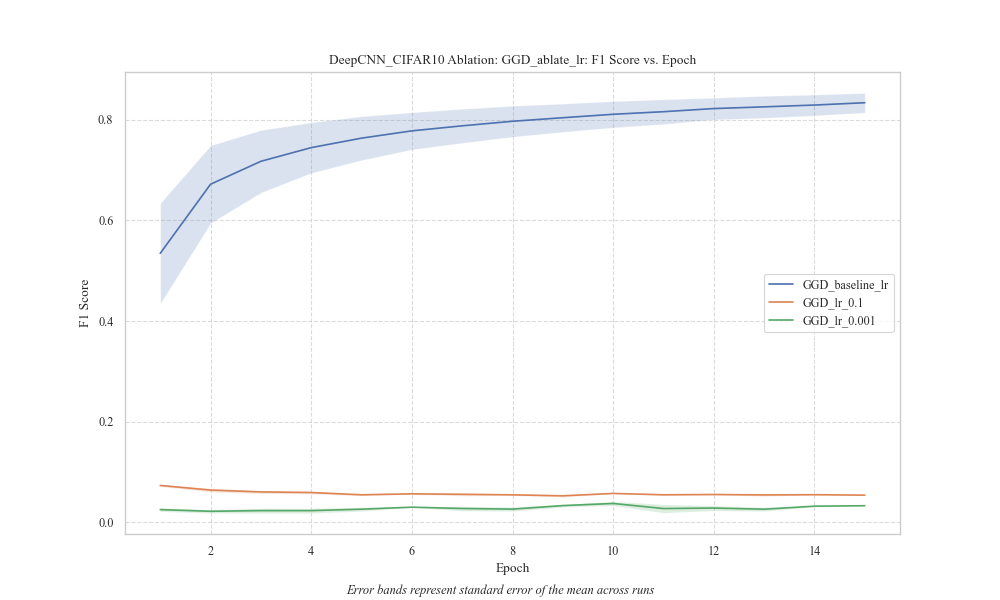 DeepCNN_CIFAR10 Ablation: GGD_ablate_lr: F1 Score vs. Epoch
F1 Score
0.8
0.6
0.4
0.2
0.0
GGD_baseline_lr
GGD_lr_0.1
GGD_lr_0.001
2 4 6 8 10 12 14
Epoch
Error bands represent standard error of the mean across runs